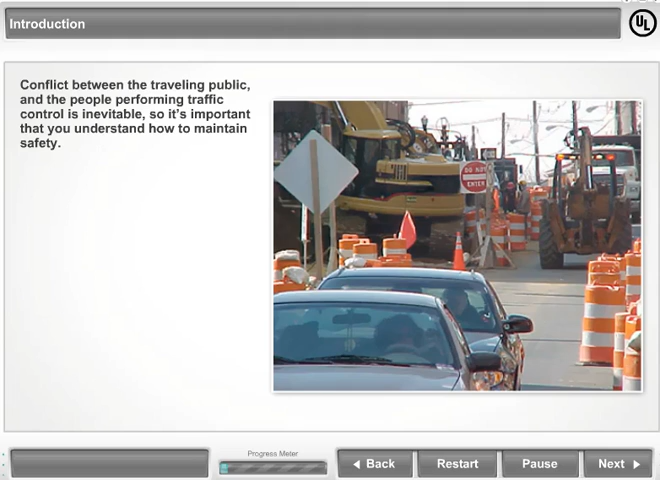 Introduction
UL
Conflict between the traveling public,
and the people performing traffic
control is inevitable, so it's important
that you understand how to maintain
safety.
DO NOT
ENTER
Progress Meter
Back
Restart
Pause
Next